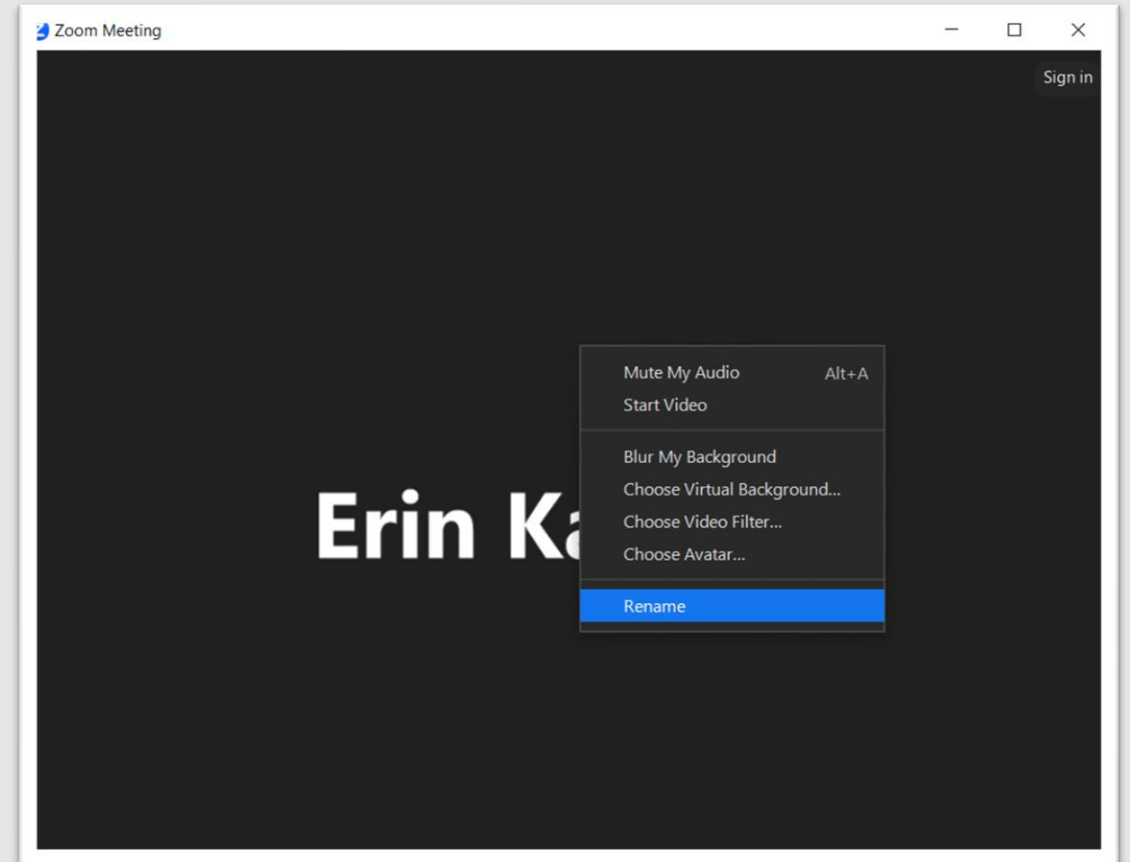 Zoom Meeting
Sign in
Mute My Audio Alt+A
Start Video
Blur My Background
Choose Virtual Background...
Choose Video Filter...
Choose Avatar...
Erin
Rename